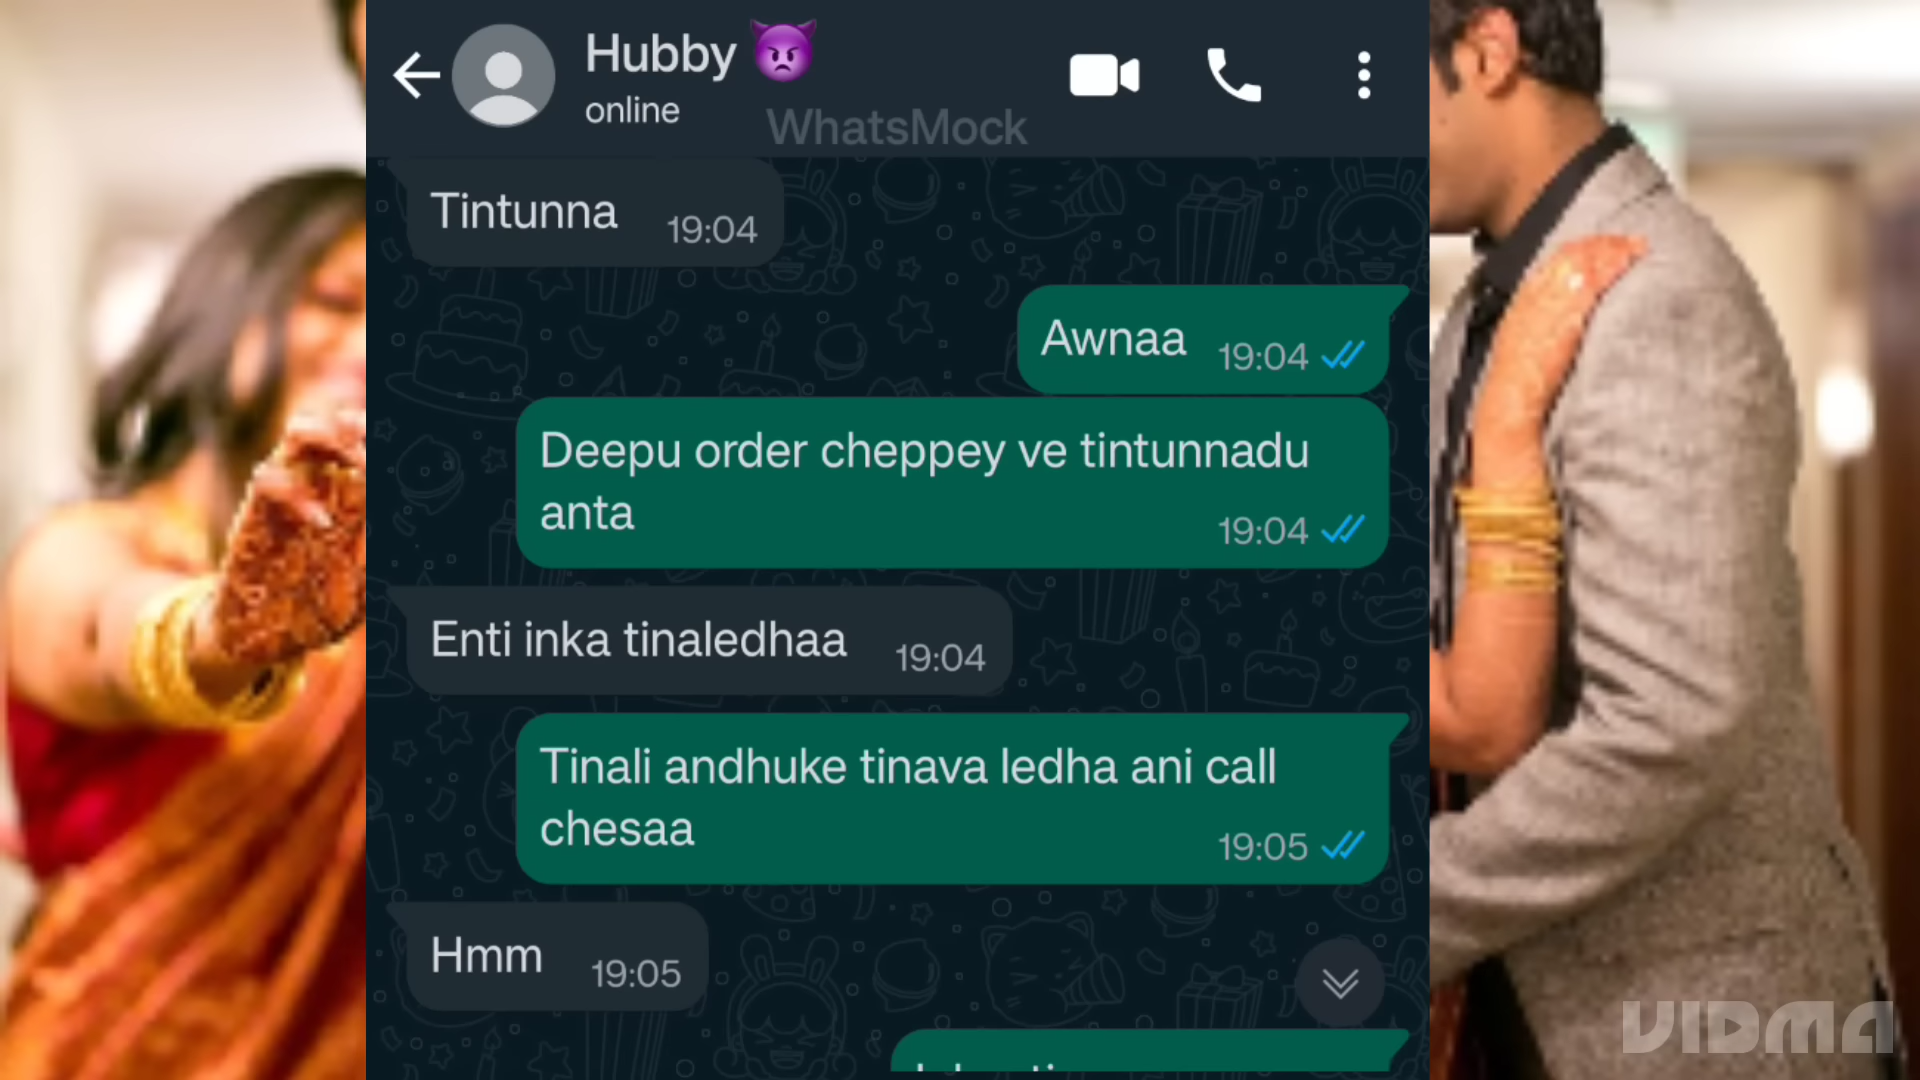 Hubby 👿
online
WhatsMock
Tintunna 19:04
Awnaa 19:04
Deepu order cheppey ve tintunnadu
anta 19:04
Enti inka tinaledhaa 19:04
Tinali andhuke tinava ledha ani call
chesaa 19:05
Hmm 19:05
VIDMA